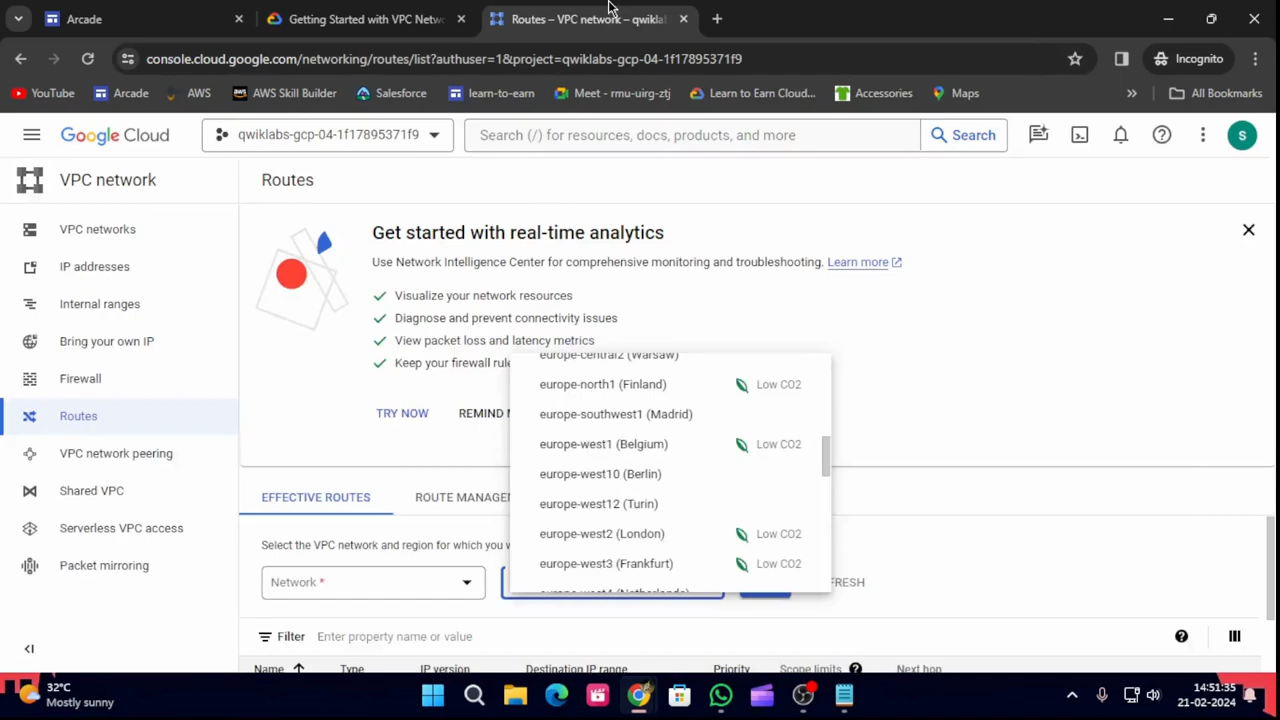 Arcade
Getting Started with VPC Netw
Routes – VPC network – qwikla
console.cloud.google.com/networking/routes/list?authuser=1&project=qwiklabs-gcp-04-1f17895371f9
Incognito
YouTube
Arcade
AWS
AWS Skill Builder
Salesforce
learn-to-earn
Meet - rmu-uirg-ztj
Learn to Earn Cloud...
Accessories
Maps
All Bookmarks
Google Cloud
qwiklabs-gcp-04-1f17895371f9
Search (/) for resources, docs, products, and more
Search
S
VPC network
Routes
VPC networks
IP addresses
Internal ranges
Bring your own IP
Firewall
Routes
VPC network peering
Shared VPC
Serverless VPC access
Packet mirroring
Get started with real-time analytics
Use Network Intelligence Center for comprehensive monitoring and troubleshooting. Learn more
Visualize your network resources
Diagnose and prevent connectivity issues
View packet loss and latency metrics
Keep your firewall rule
TRY NOW
REMIND M
europe-central2 (Warsaw)
europe-north1 (Finland) Low CO2
europe-southwest1 (Madrid)
europe-west1 (Belgium) Low CO2
europe-west10 (Berlin)
europe-west12 (Turin)
europe-west2 (London) Low CO2
europe-west3 (Frankfurt) Low CO2
europe-west4 (Netherlands)
EFFECTIVE ROUTES
ROUTE MANAGEM
Select the VPC network and region for which you w
Network *
FRESH
Filter Enter property name or value
Name Type IP version Destination IP range Priority Scope limits Next hop
32°C
Mostly sunny
14:51:35
21-02-2024